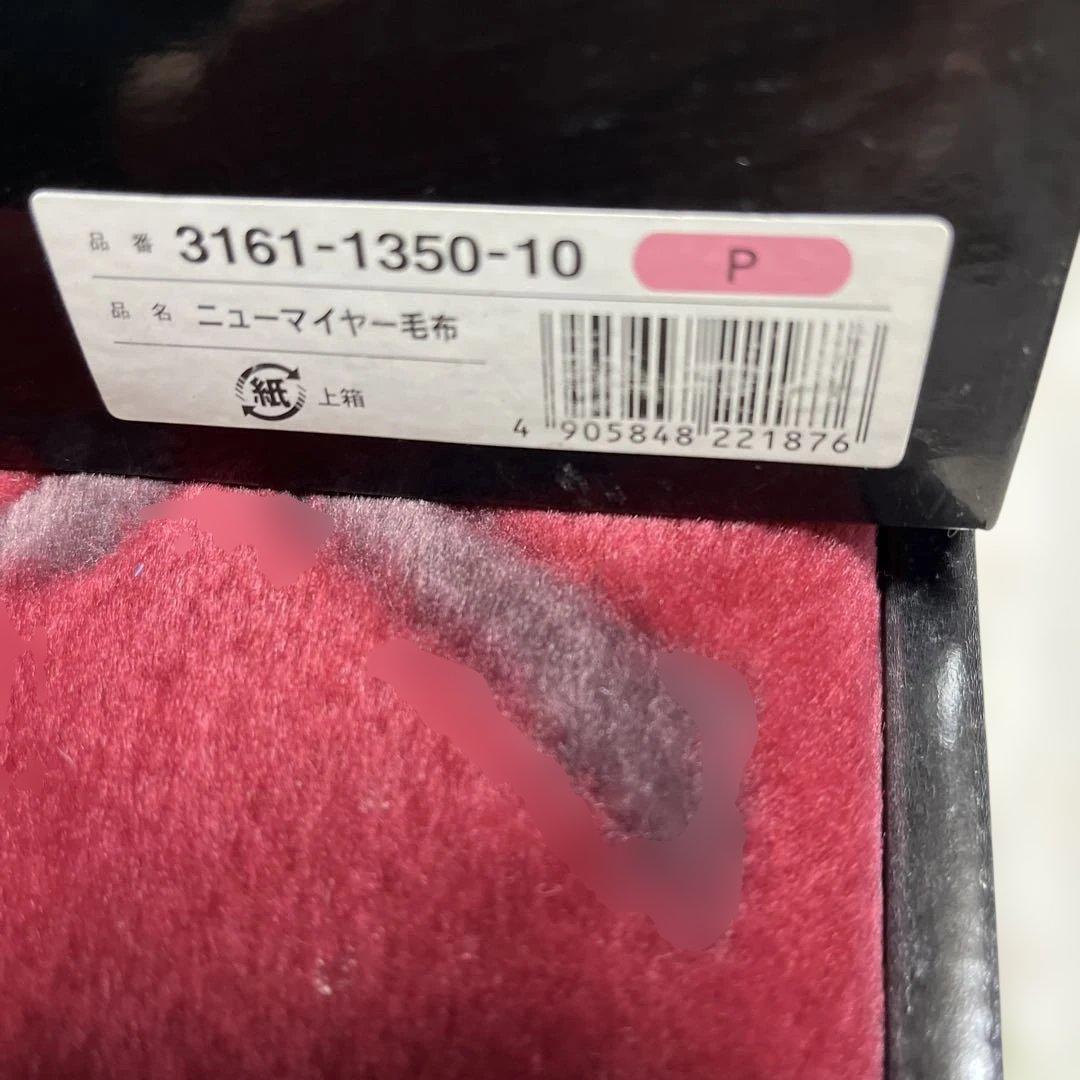 品番 3161-1350-10 P
品名 ニューマイヤー毛布
紙 上箱
4 905848 221876